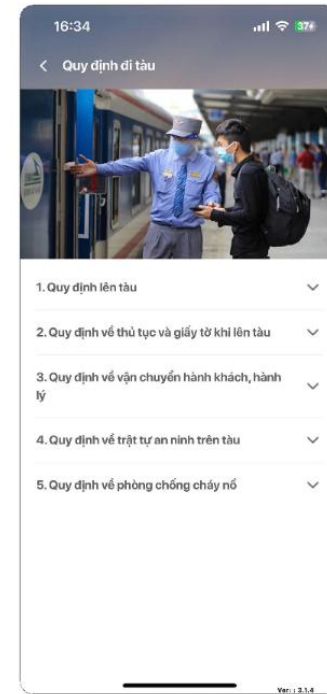 16:34
37
Quy định đi tàu
1. Quy định lên tàu
2. Quy định về thủ tục và giấy tờ khi lên tàu
3. Quy định về vận chuyển hành khách, hành
lý
4. Quy định về trật tự an ninh trên tàu
5. Quy định về phòng chống cháy nổ
Ver: : 3.1.4